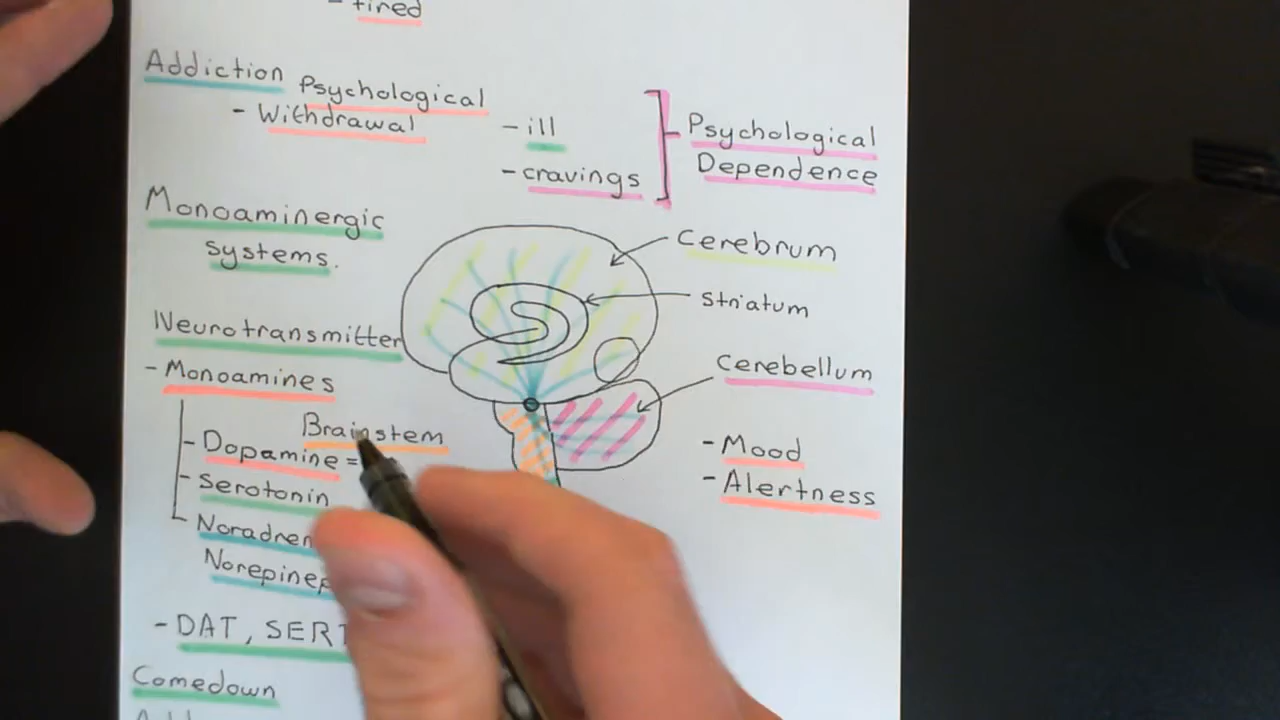 - tired
Addiction
Psychological
- Withdrawal
- ill
- cravings
Psychological
Dependence
Monoaminergic
systems.
Cerebrum
Striatum
Neurotransmitter
- Monoamines
Cerebellum
Brainstem
- Dopamine =
- Serotonin
- Mood
- Alertness
- DAT, SERT
Comedown